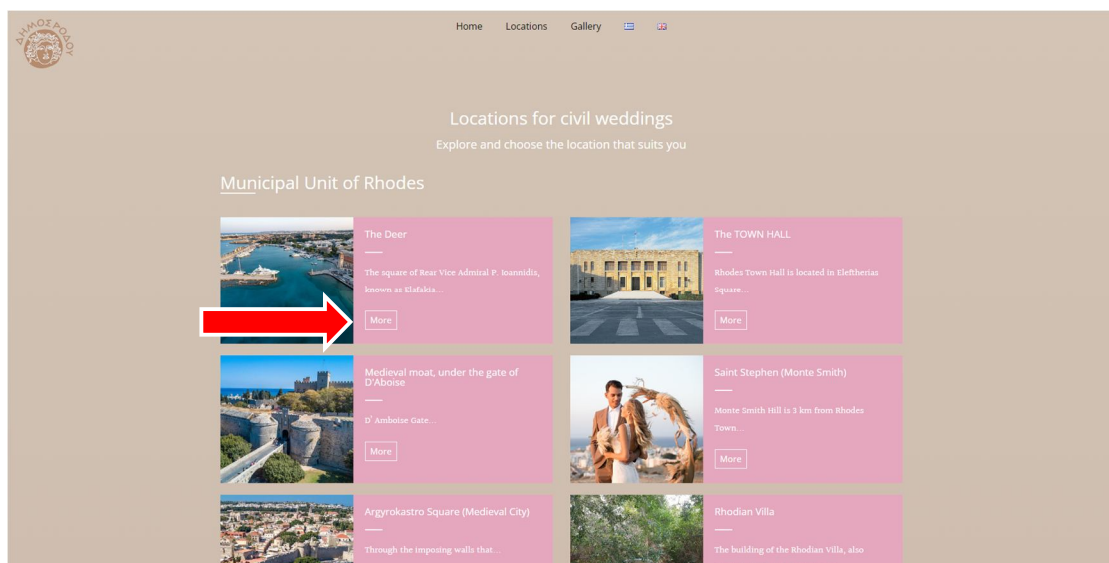 ΔΗΜΟΣ ΡΟΔΟΥ
Home Locations Gallery
Locations for civil weddings
Explore and choose the location that suits you
Municipal Unit of Rhodes
The Deer
The square of Rear Vice Admiral P. Ioannidis,
known as Elafakia...
More
The TOWN HALL
Rhodes Town Hall is located in Eleftherias
Square...
More
Medieval moat, under the gate of
D'Aboise
D' Amboise Gate...
More
Saint Stephen (Monte Smith)
Monte Smith Hill is 3 km from Rhodes
Town...
More
Argyrokastro Square (Medieval City)
Through the imposing walls that...
Rhodian Villa
The building of the Rhodian Villa, also